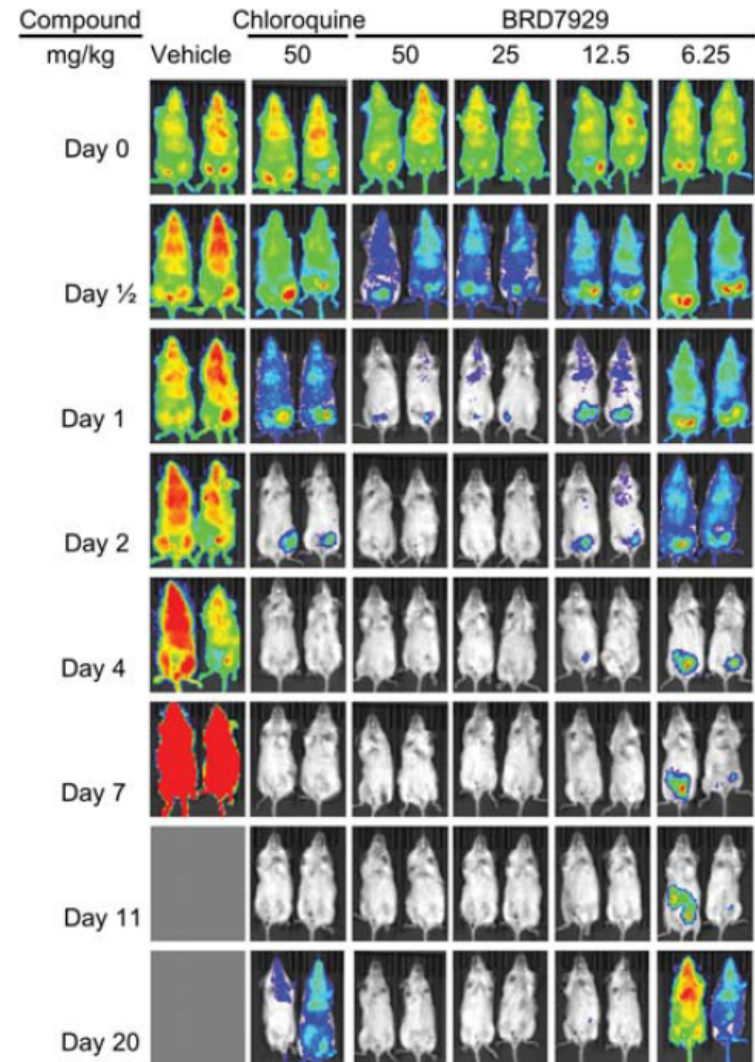 Compound Chloroquine BRD7929
mg/kg Vehicle 50 50 25 12.5 6.25
Day 0
Day ½
Day 1
Day 2
Day 4
Day 7
Day 11
Day 20